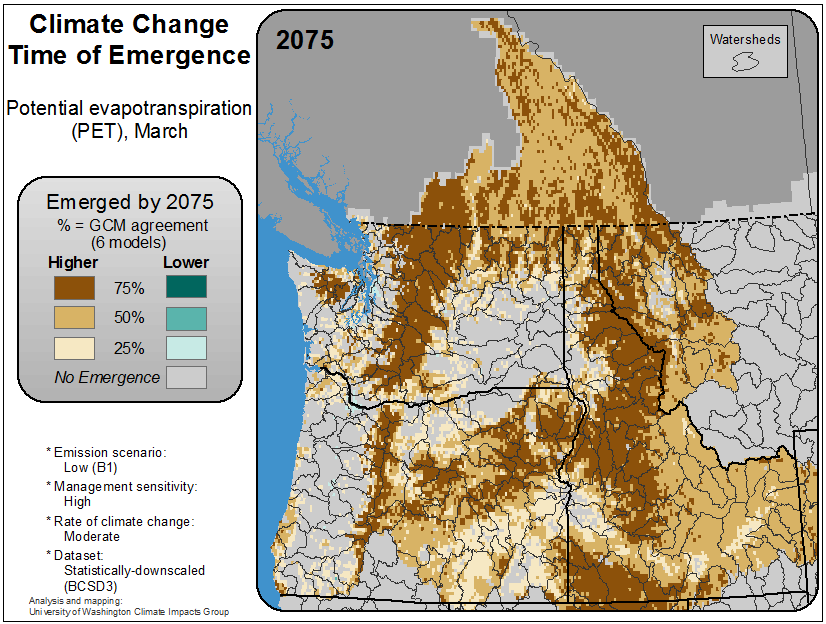 Climate Change
Time of Emergence
Potential evapotranspiration
(PET), March
Emerged by 2075
% = GCM agreement
(6 models)
Higher Lower
75%
50%
25%
No Emergence
* Emission scenario:
Low (B1)
* Management sensitivity:
High
* Rate of climate change:
Moderate
* Dataset:
Statistically-downscaled
(BCSD3)
Analysis and mapping:
University of Washington Climate Impacts Group
2075
Watersheds